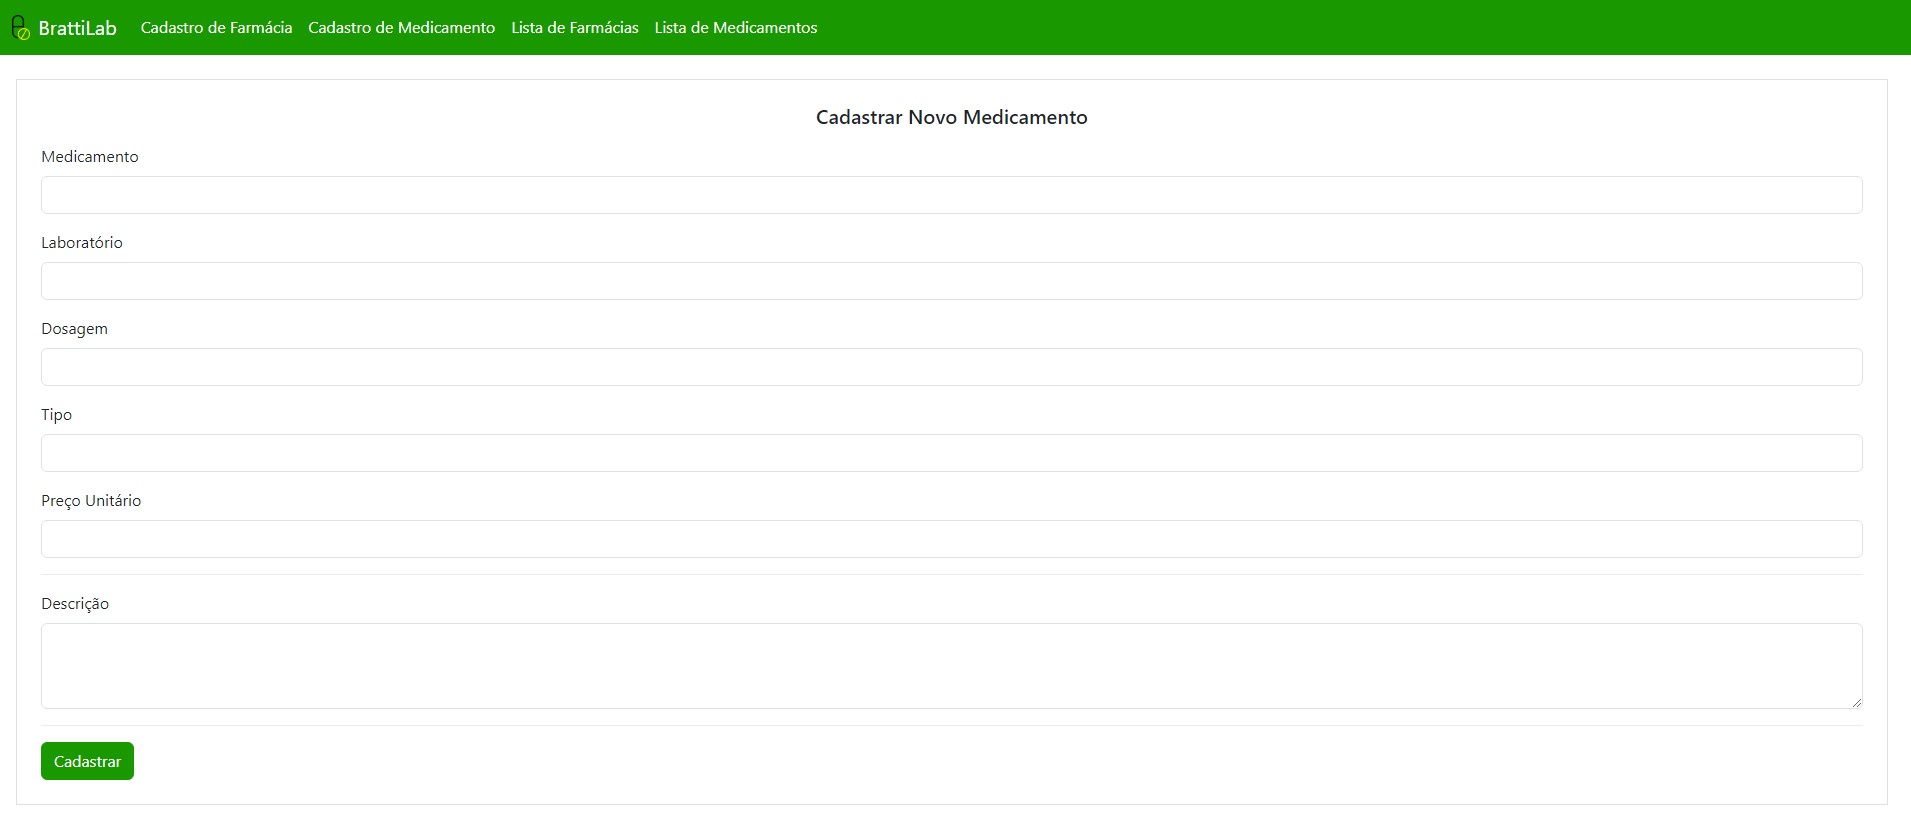 BrattiLab Cadastro de Farmácia Cadastro de Medicamento Lista de Farmácias Lista de Medicamentos
Cadastrar Novo Medicamento
Medicamento
Laboratório
Dosagem
Tipo
Preço Unitário
Descrição
Cadastrar